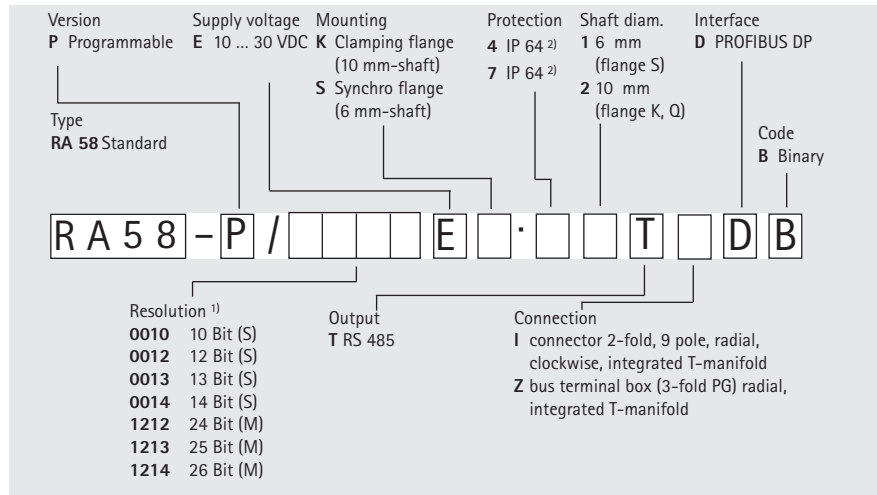 Version
P Programmable
Supply voltage
E 10 ... 30 VDC
Mounting
K Clamping flange
(10 mm-shaft)
S Synchro flange
(6 mm-shaft)
Protection
4 IP 64 2)
7 IP 64 2)
Shaft diam.
1 6 mm
(flange S)
2 10 mm
(flange K, Q)
Interface
D PROFIBUS DP
Type
RA 58 Standard
Code
B Binary
RA58-P/ E . T DB
Resolution 1)
0010 10 Bit (S)
0012 12 Bit (S)
0013 13 Bit (S)
0014 14 Bit (S)
1212 24 Bit (M)
1213 25 Bit (M)
1214 26 Bit (M)
Output
T RS 485
Connection
I connector 2-fold, 9 pole, radial,
clockwise, integrated T-manifold
Z bus terminal box (3-fold PG) radial,
integrated T-manifold